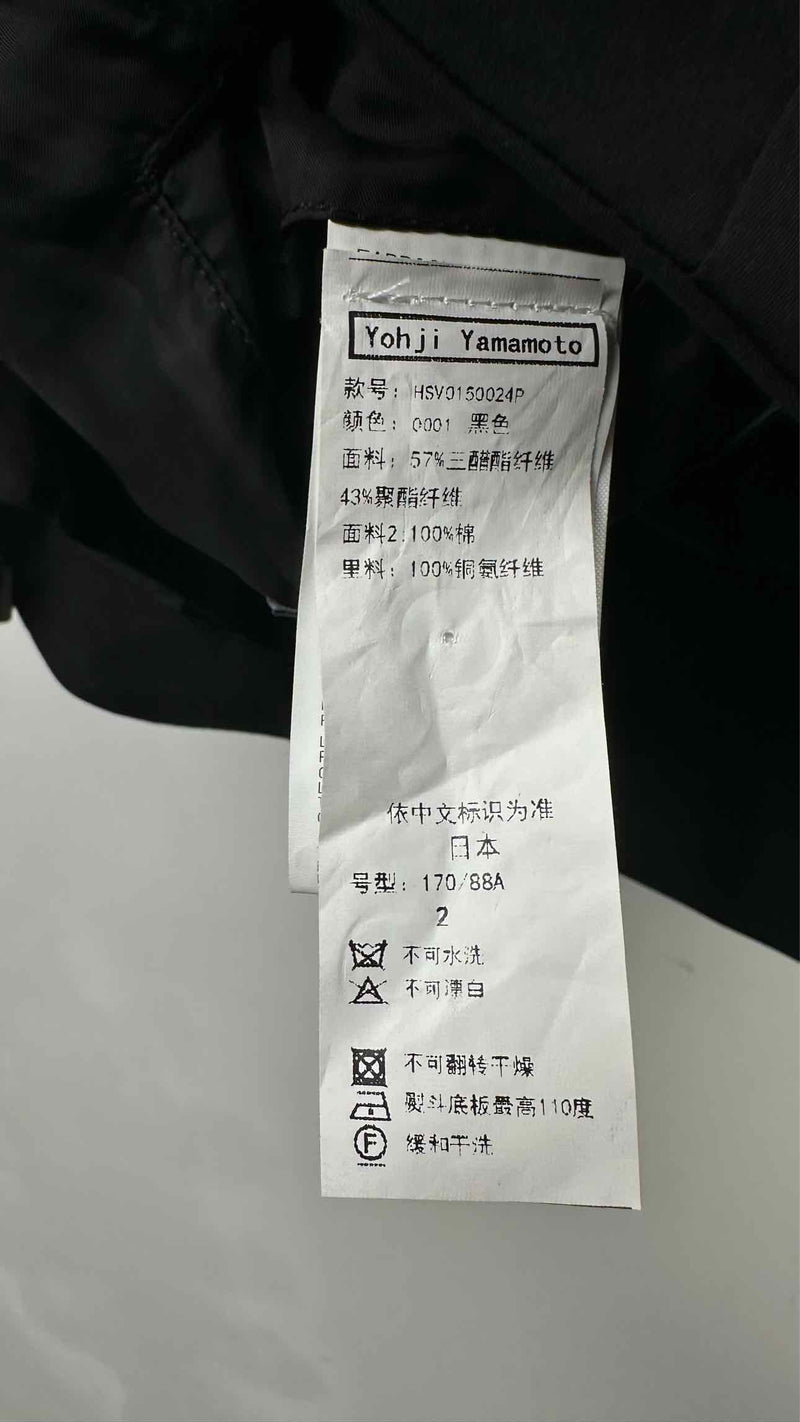 Yohji Yamamoto
款号: HSV0150024P
颜色: 0001 黑色
面料: 57%三醋酯纤维
43%聚酯纤维
面料2:100%棉
里料: 100%铜氨纤维
依中文标识为准
日本
号型: 170/88A
2
不可水洗
不可漂白
不可翻转干燥
熨斗底板最高110度
F 缓和干洗